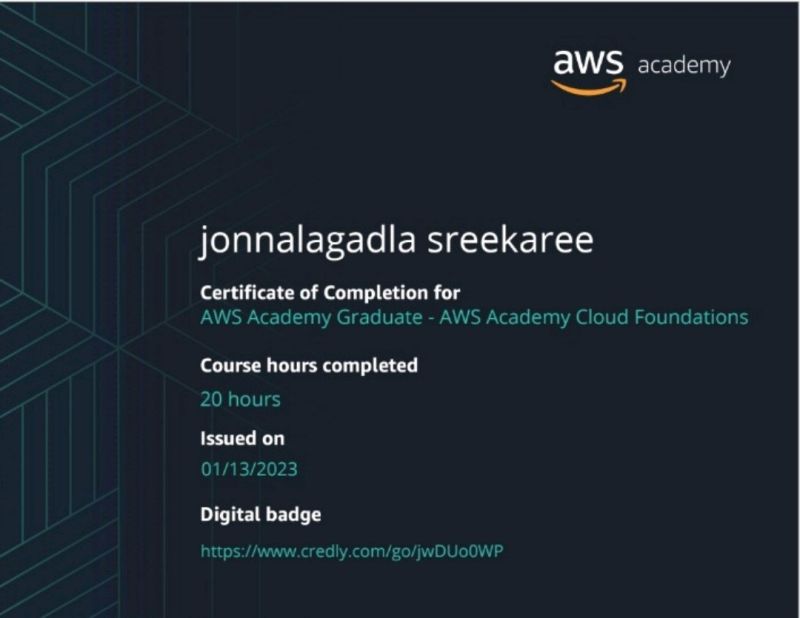 aws academy
jonnalagadla sreekaree
Certificate of Completion for
AWS Academy Graduate - AWS Academy Cloud Foundations
Course hours completed
20 hours
Issued on
01/13/2023
Digital badge
https://www.credly.com/go/jwDUo0WP